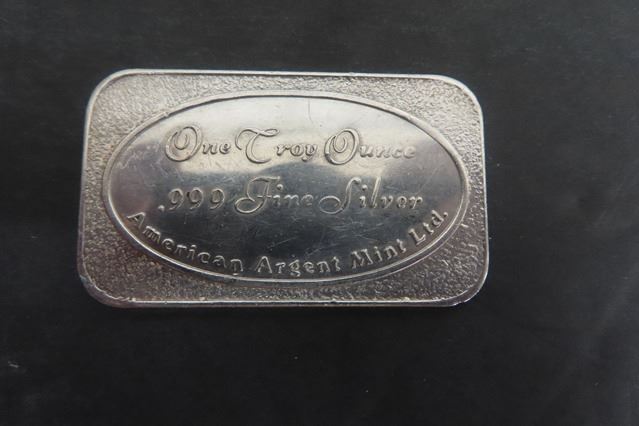 One Troy Ounce
.999 Fine Silver
American Argent Mint Ltd.